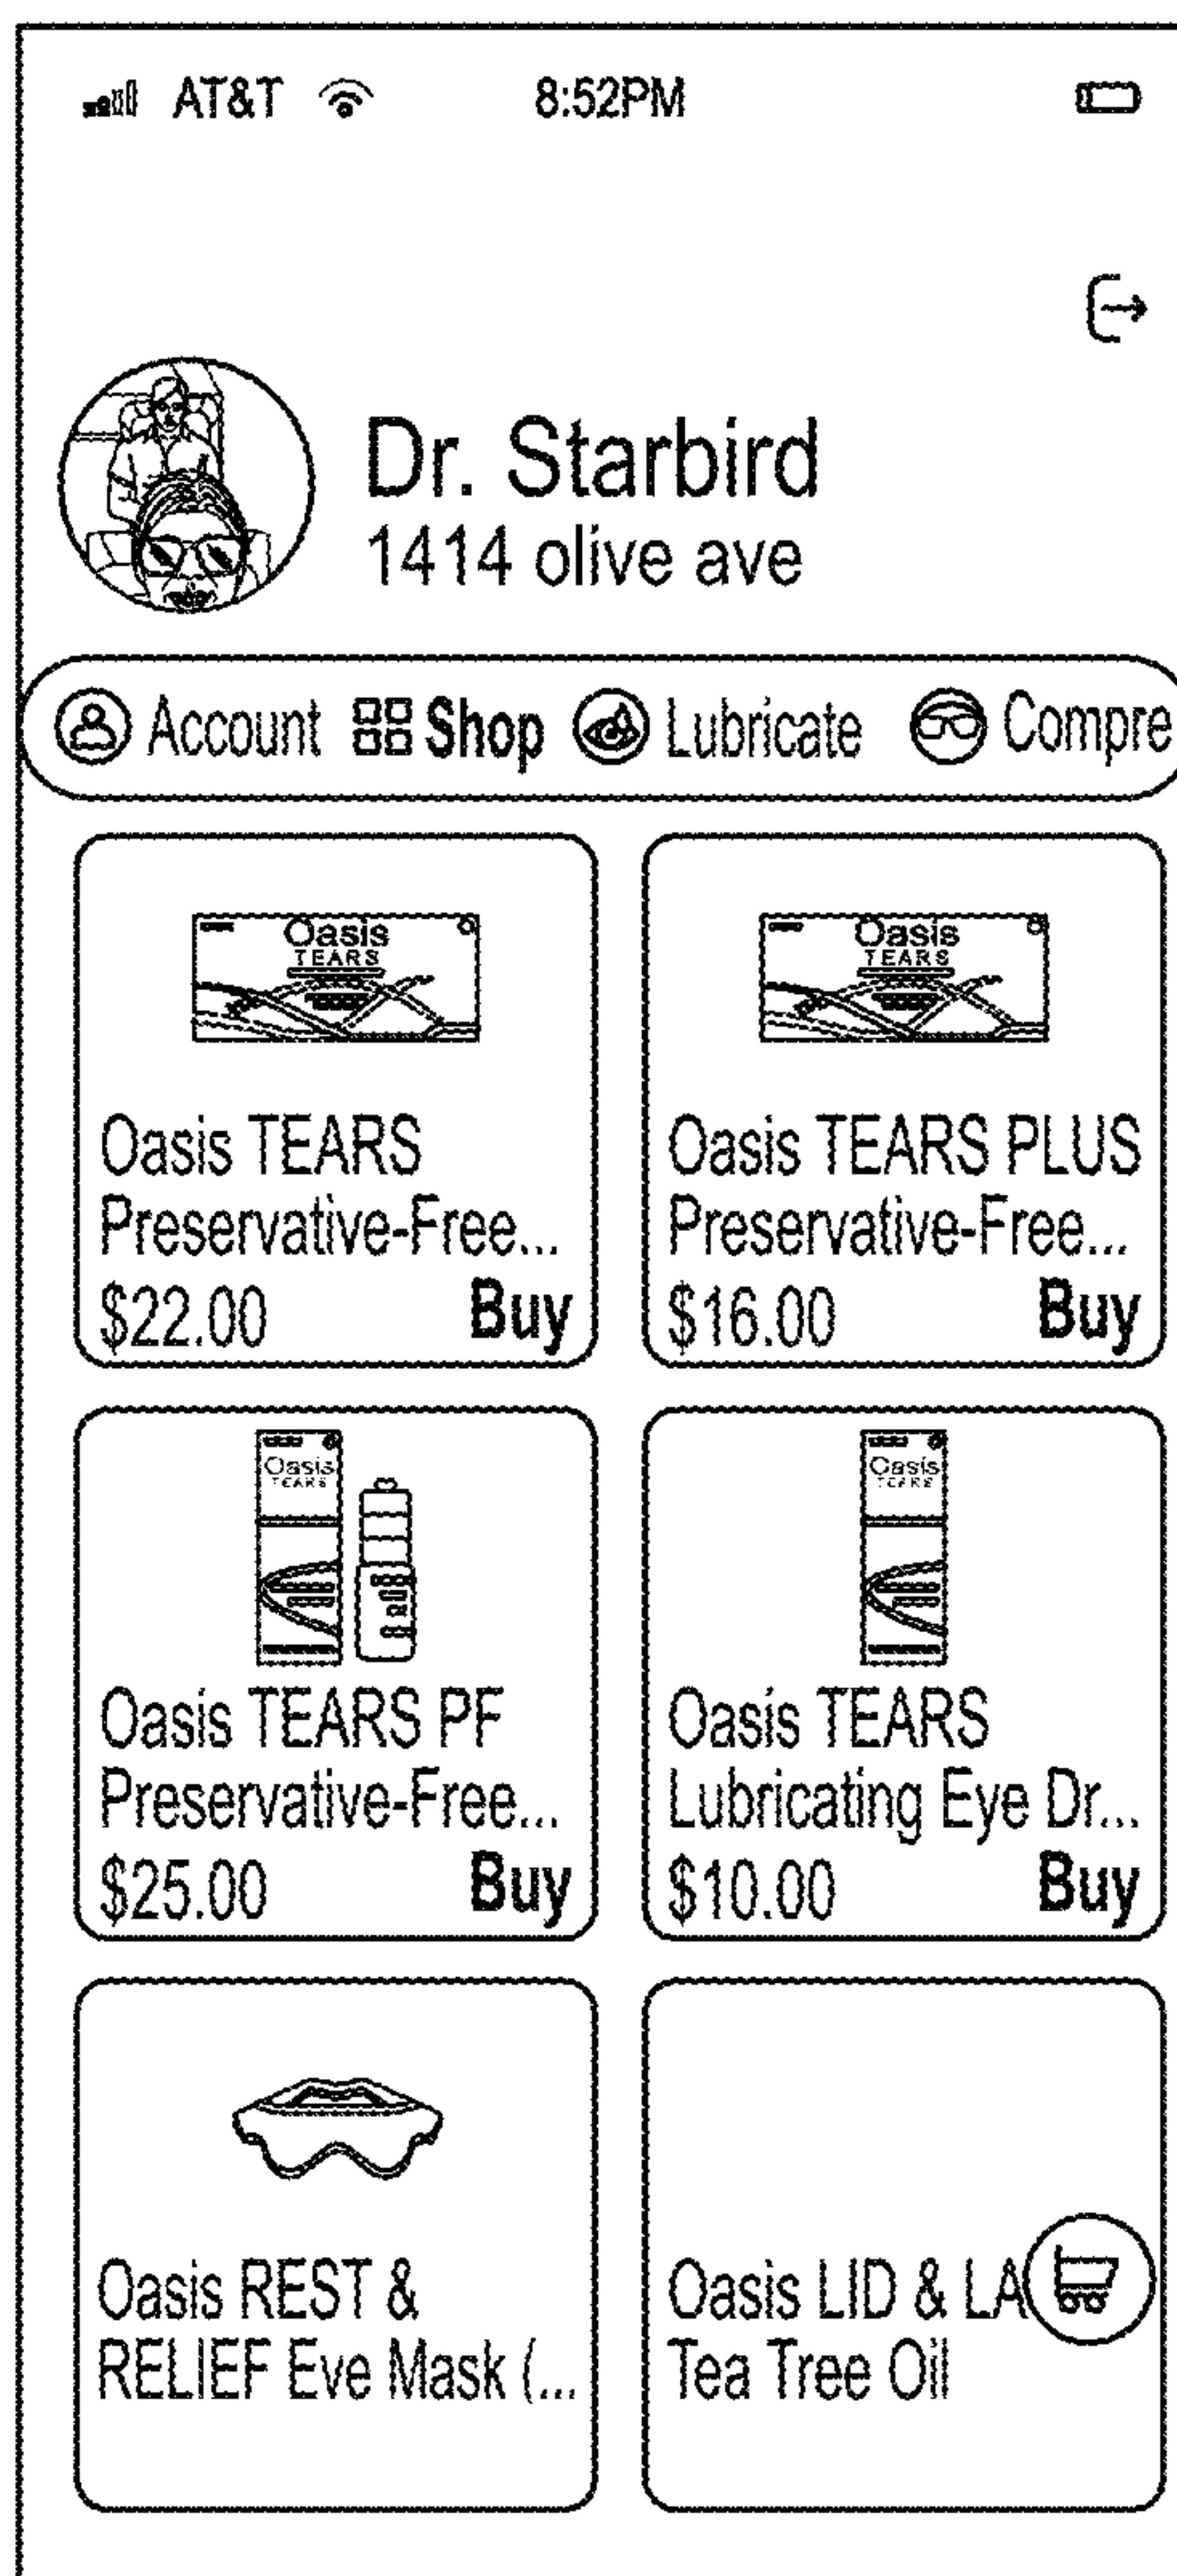 AT&T 8:52PM
Dr. Starbird
1414 olive ave
Account Shop Lubricate Compre
Oasis
TEARS
Oasis TEARS
Preservative-Free...
$22.00 Buy
Oasis
TEARS
Oasis TEARS PLUS
Preservative-Free...
$16.00 Buy
Oasis
TEARS
Oasis TEARS PF
Preservative-Free...
$25.00 Buy
Oasis
TEARS
Oasis TEARS
Lubricating Eye Dr...
$10.00 Buy
Oasis REST &
RELIEF Eve Mask (...
Oasis LID & LA
Tea Tree Oil